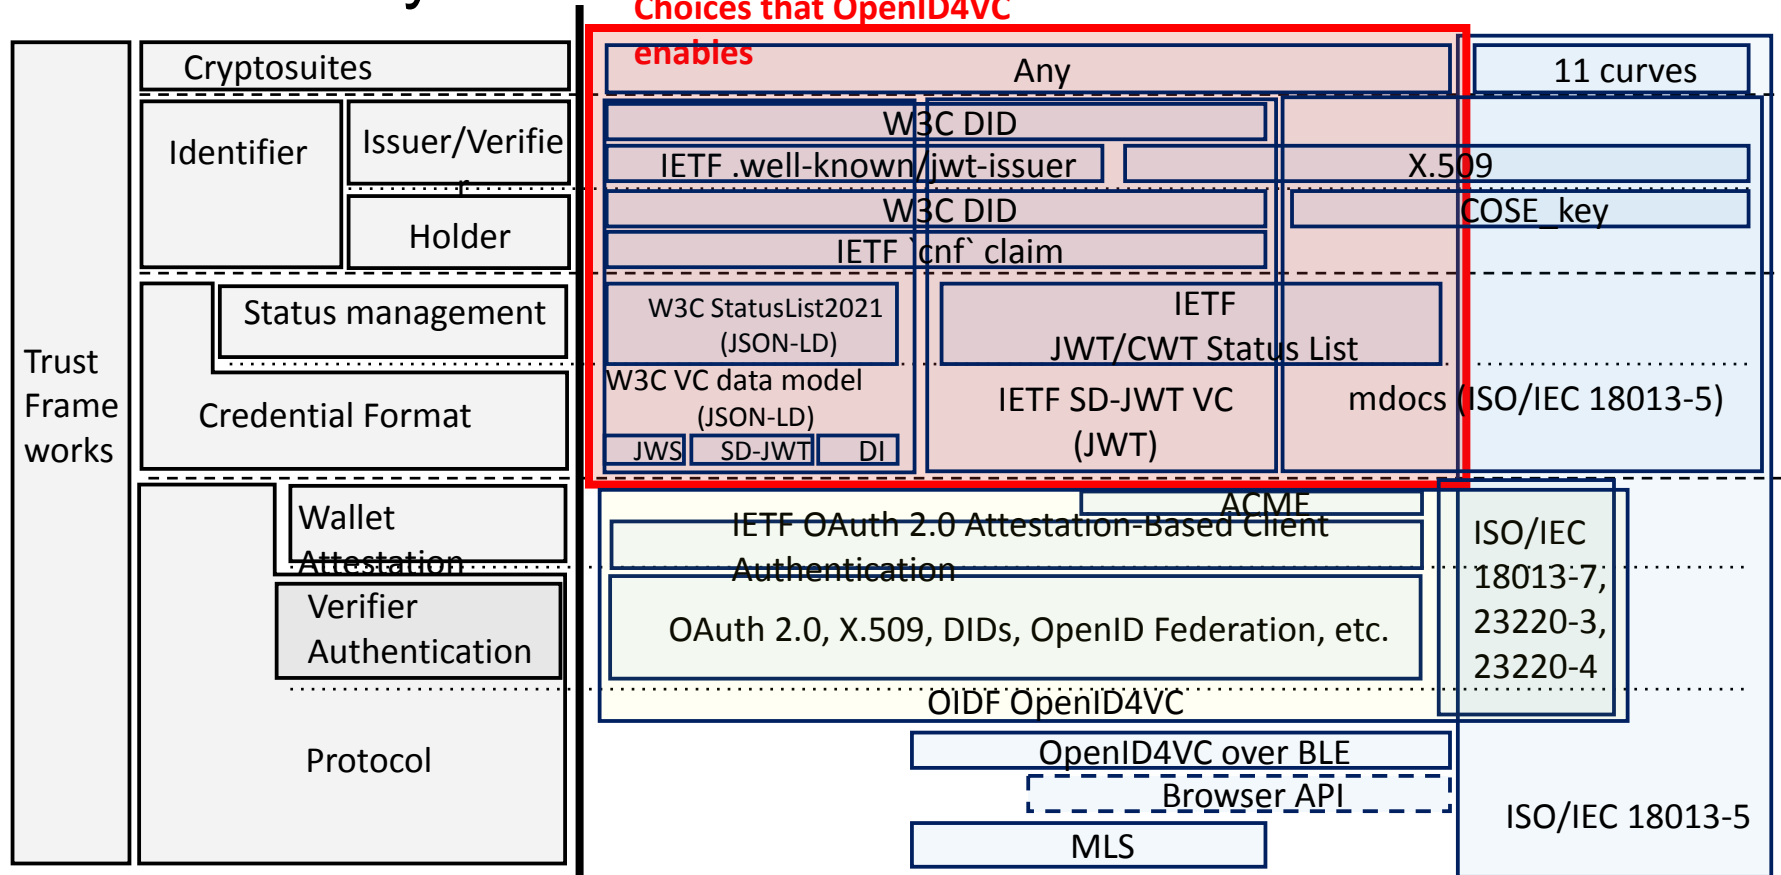 Choices that OpenID4VC
enables
Cryptosuites
Any
11 curves
Identifier
Issuer/Verifie
r
W3C DID
IETF .well-known/jwt-issuer
X.509
Holder
W3C DID
COSE_key
IETF `cnf` claim
Status management
W3C StatusList2021
(JSON-LD)
IETF
JWT/CWT Status List
Trust
Frame
works
Credential Format
W3C VC data model
(JSON-LD)
JWS
SD-JWT
DI
IETF SD-JWT VC
(JWT)
mdocs (ISO/IEC 18013-5)
Wallet
Attestation
ACME
IETF OAuth 2.0 Attestation-Based Client
Authentication
ISO/IEC
18013-7,
23220-3,
23220-4
Verifier
Authentication
OAuth 2.0, X.509, DIDs, OpenID Federation, etc.
OIDF OpenID4VC
Protocol
OpenID4VC over BLE
Browser API
MLS
ISO/IEC 18013-5